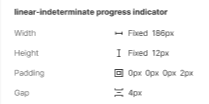 linear-indeterminate progress indicator
Width Fixed 186px
Height Fixed 12px
Padding 0px 0px 0px 2px
Gap 4px